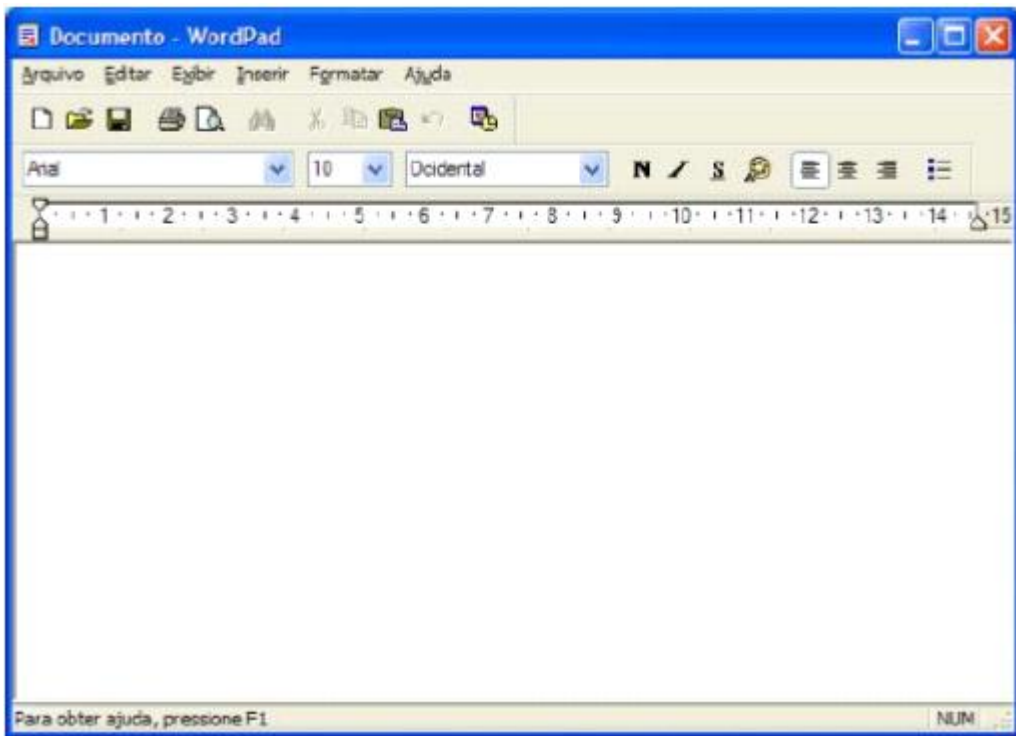 Documento - WordPad
Arquivo Editar Exibir Inserir Formatar Ajuda
Arial 10 Ocidental N I S
1 2 3 4 5 6 7 8 9 10 11 12 13 14 15
Para obter ajuda, pressione F1 NUM